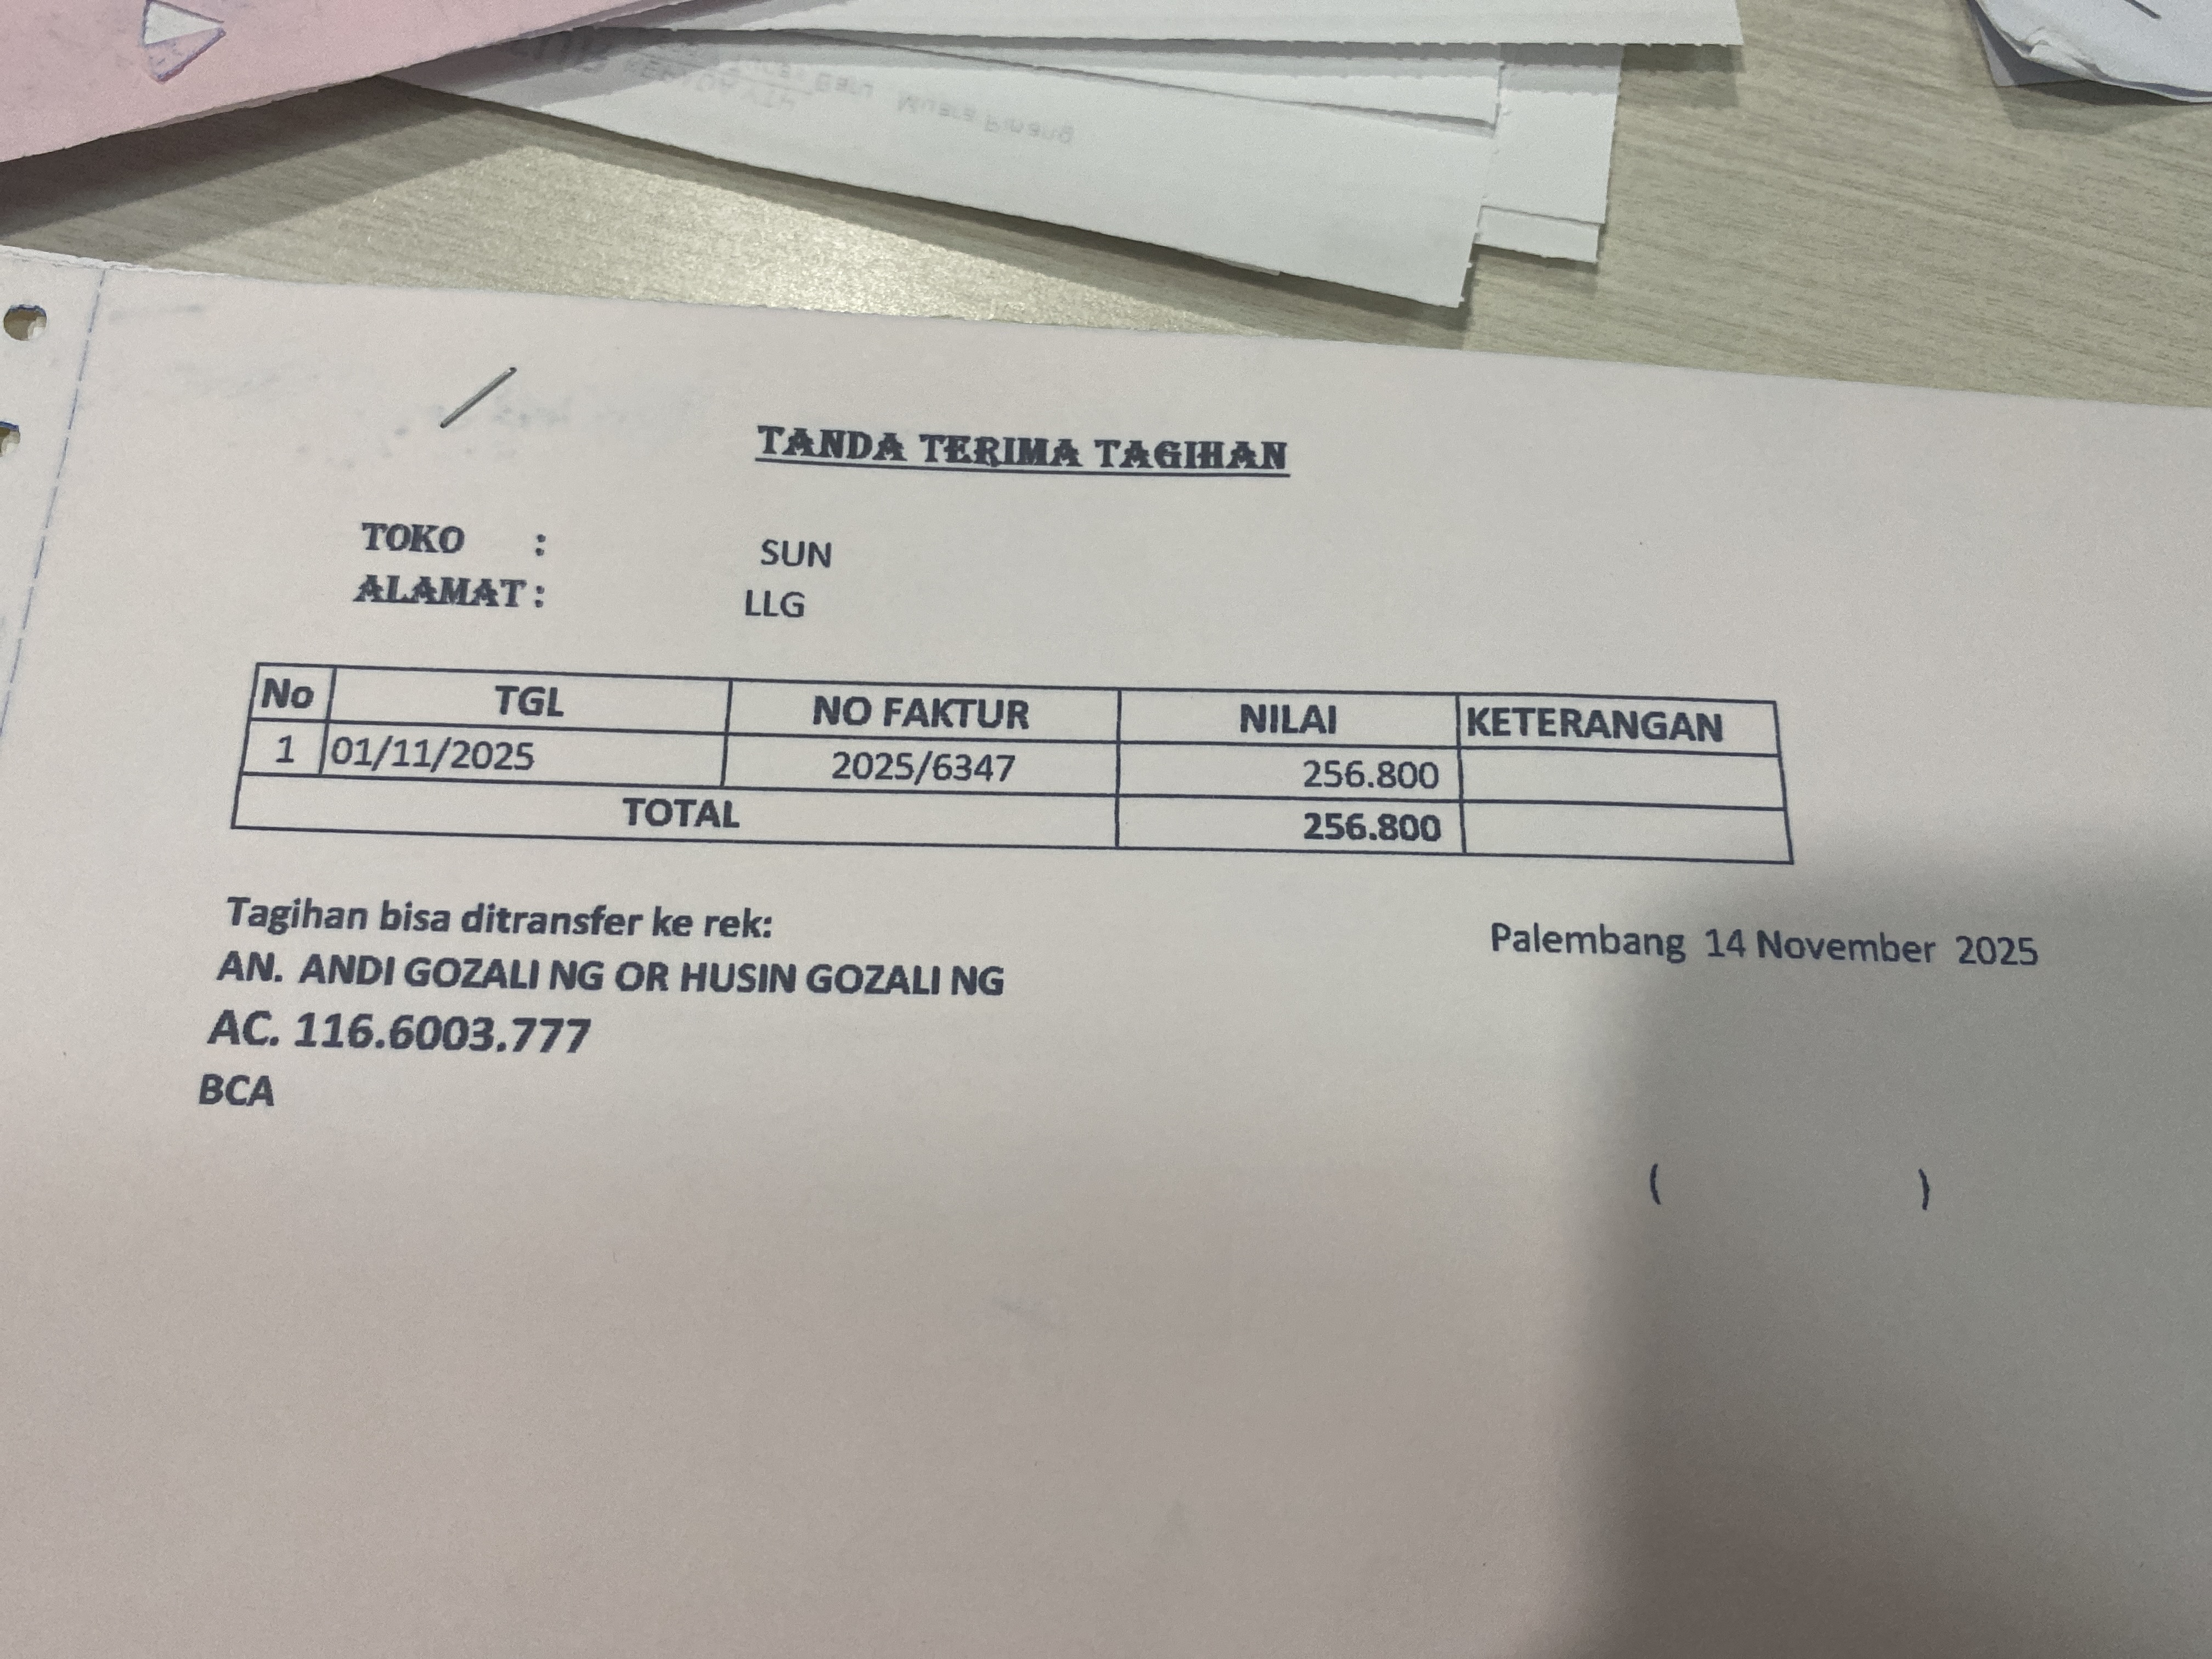 TANDA TERIMA TAGIHAN
TOKO : SUN
ALAMAT : LLG
No TGL NO FAKTUR NILAI KETERANGAN
1 01/11/2025 2025/6347 256.800
TOTAL 256.800
Tagihan bisa ditransfer ke rek:
Palembang 14 November 2025
AN. ANDI GOZALI NG OR HUSIN GOZALI NG
AC. 116.6003.777
BCA
( )